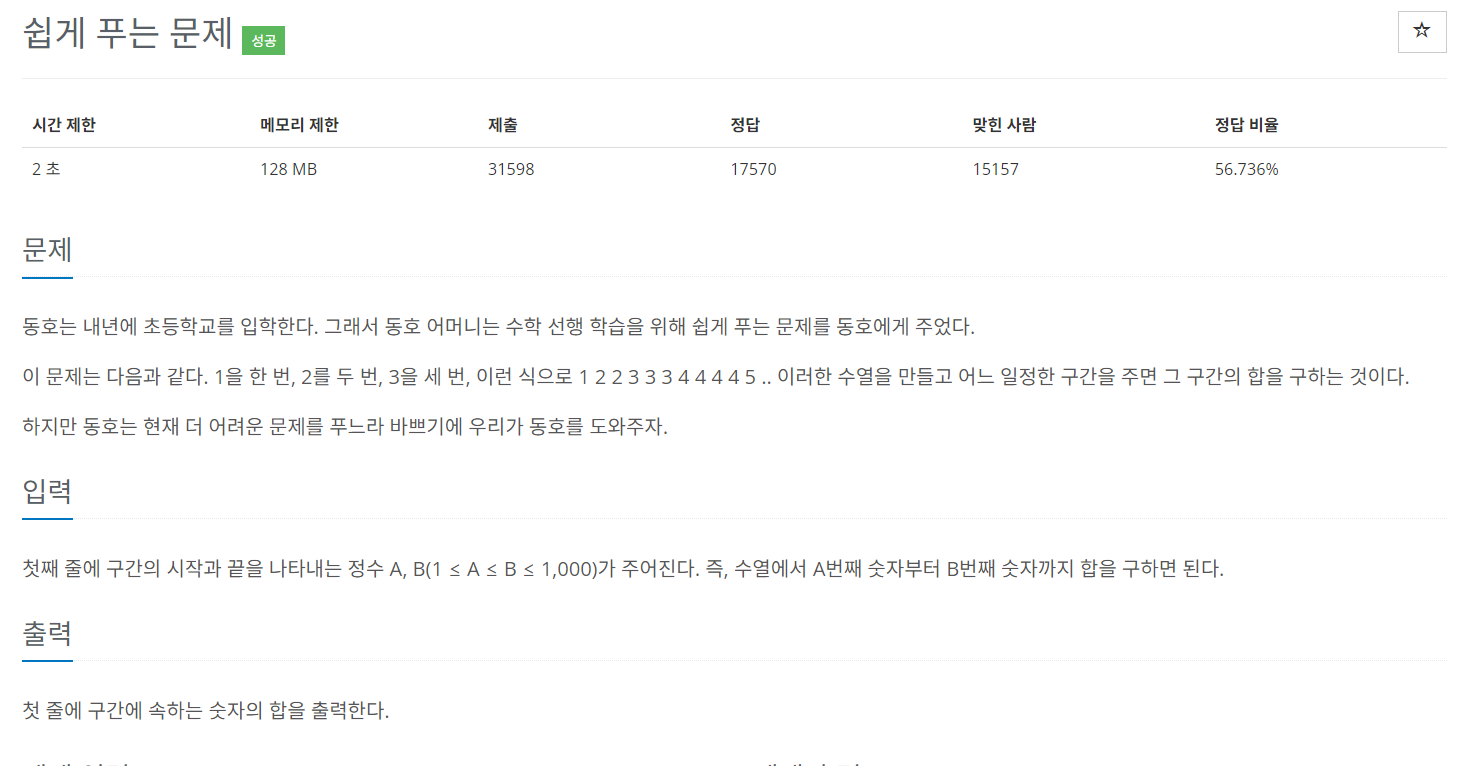 쉽게 푸는 문제 성공
☆
시간 제한 메모리 제한 제출 정답 맞힌 사람 정답 비율
2 초 128 MB 31598 17570 15157 56.736%
문제
동호는 내년에 초등학교를 입학한다. 그래서 동호 어머니는 수학 선행 학습을 위해 쉽게 푸는 문제를 동호에게 주었다.
이 문제는 다음과 같다. 1을 한 번, 2를 두 번, 3을 세 번, 이런 식으로 1 2 2 3 3 3 4 4 4 4 5 .. 이러한 수열을 만들고 어느 일정한 구간을 주면 그 구간의 합을 구하는 것이다.
하지만 동호는 현재 더 어려운 문제를 푸느라 바쁘기에 우리가 동호를 도와주자.
입력
첫째 줄에 구간의 시작과 끝을 나타내는 정수 A, B(1 ≤ A ≤ B ≤ 1,000)가 주어진다. 즉, 수열에서 A번째 숫자부터 B번째 숫자까지 합을 구하면 된다.
출력
첫 줄에 구간에 속하는 숫자의 합을 출력한다.